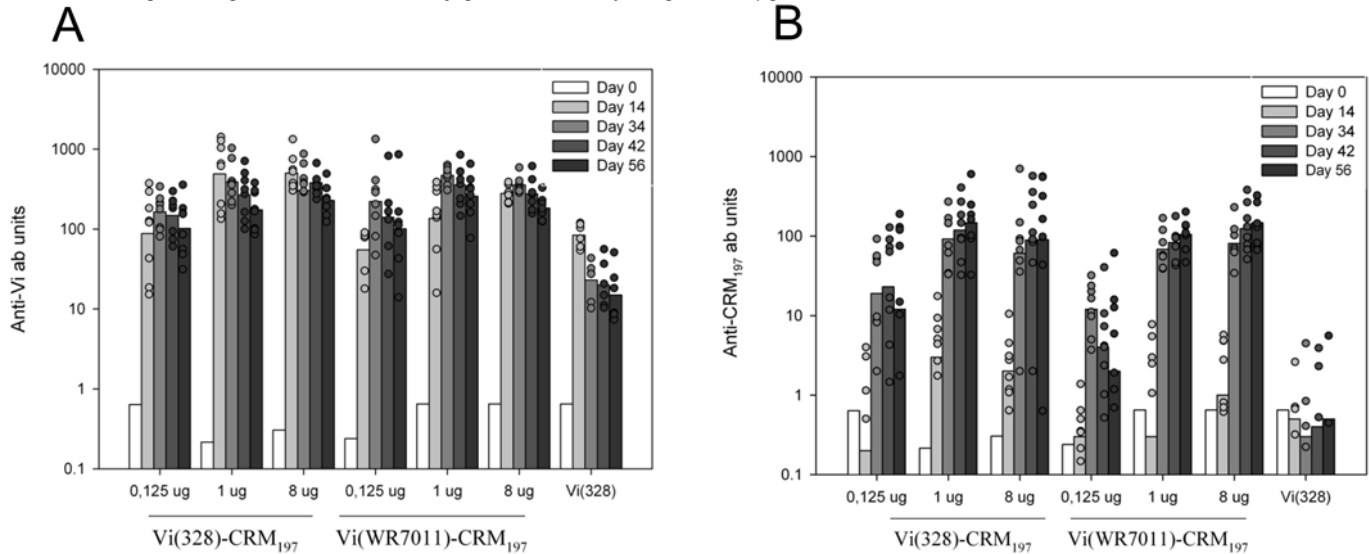 A
Anti-Vi ab units
10000
1000
100
10
1
0.1
Day 0
Day 14
Day 34
Day 42
Day 56
0,125 ug 1 ug 8 ug 0,125 ug 1 ug 8 ug Vi(328)
Vi(328)-CRM197 Vi(WR7011)-CRM197
B
Anti-CRM197 ab units
10000
1000
100
10
1
0.1
Day 0
Day 14
Day 34
Day 42
Day 56
0,125 ug 1 ug 8 ug 0,125 ug 1 ug 8 ug Vi(328)
Vi(328)-CRM197 Vi(WR7011)-CRM197